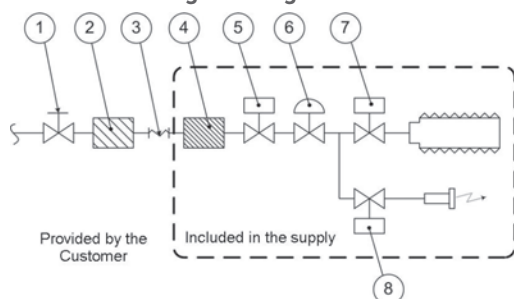 1 2 3 4 5 6 7
Provided by the
Customer
Included in the supply
8